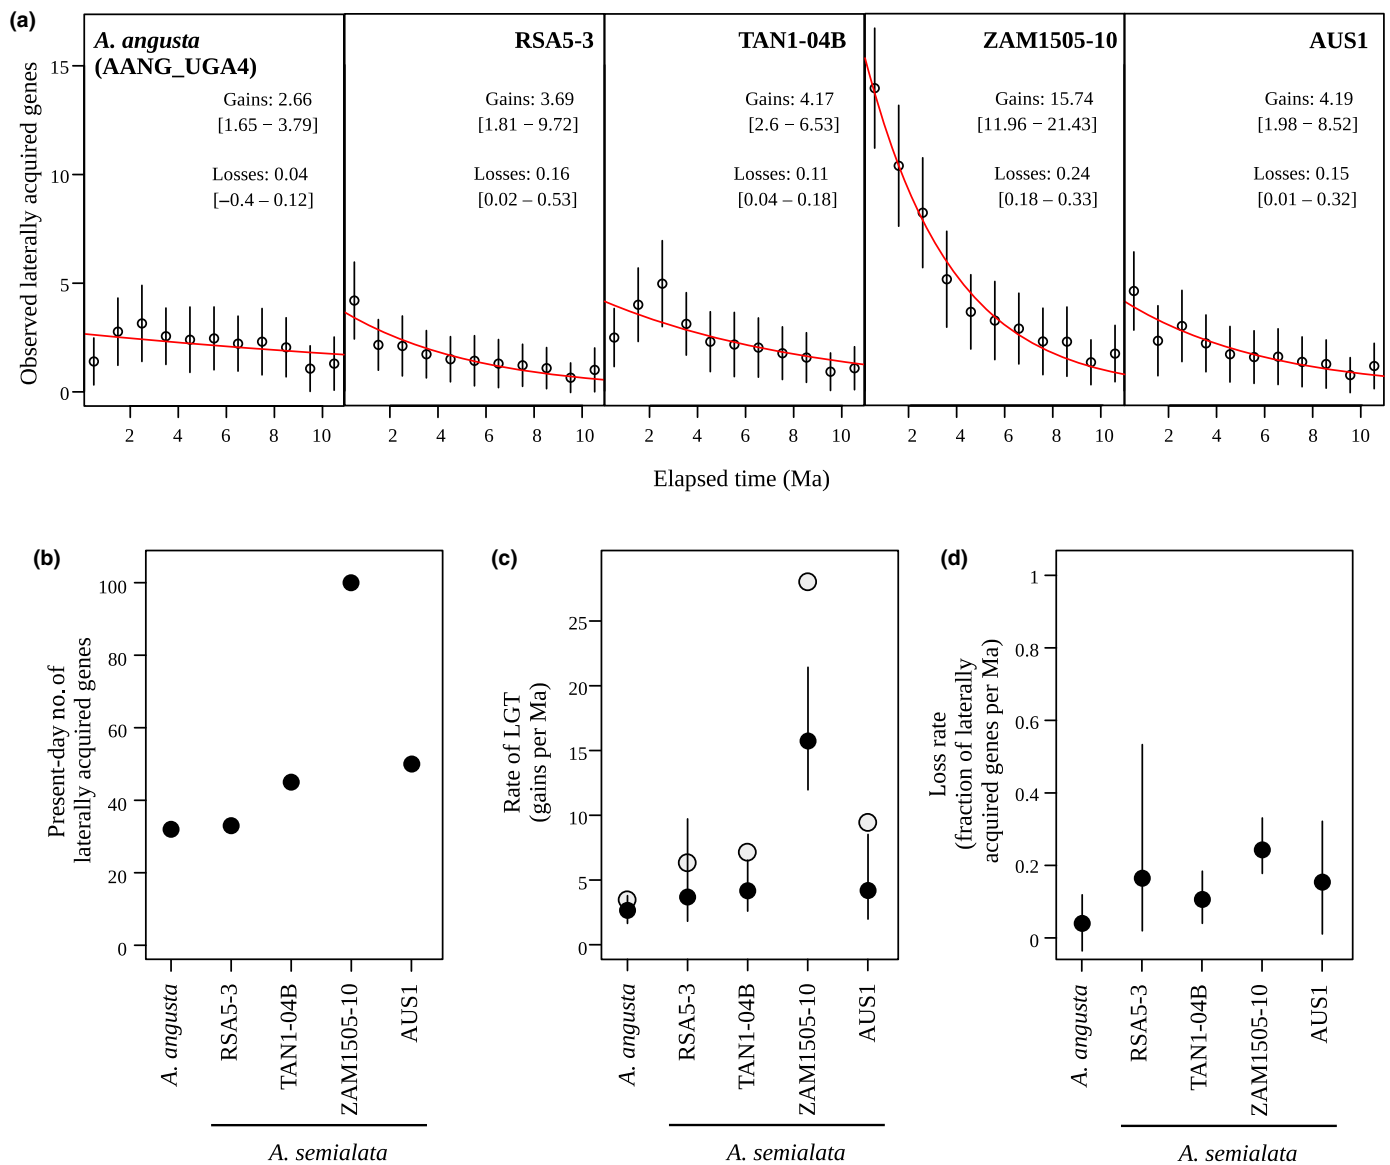 (a)
A. angusta
(AANG_UGA4)
RSA5-3
TAN1-04B
ZAM1505-10
AUS1
Gains: 2.66
[1.65 − 3.79]
Losses: 0.04
[−0.4 – 0.12]
Gains: 3.69
[1.81 − 9.72]
Losses: 0.16
[0.02 – 0.53]
Gains: 4.17
[2.6 − 6.53]
Losses: 0.11
[0.04 – 0.18]
Gains: 15.74
[11.96 − 21.43]
Losses: 0.24
[0.18 – 0.33]
Gains: 4.19
[1.98 – 8.52]
Losses: 0.15
[0.01 – 0.32]
Observed laterally acquired genes
15
10
5
0
2 4 6 8 10
2 4 6 8 10
2 4 6 8 10
2 4 6 8 10
2 4 6 8 10
Elapsed time (Ma)
(b)
Present-day no. of
laterally acquired genes
100
80
60
40
20
0
A. angusta
RSA5-3
TAN1-04B
ZAM1505-10
AUS1
A. semialata
(c)
Rate of LGT
(gains per Ma)
25
20
15
10
5
0
A. angusta
RSA5-3
TAN1-04B
ZAM1505-10
AUS1
A. semialata
(d)
Loss rate
(fraction of laterally
acquired genes per Ma)
1
0.8
0.6
0.4
0.2
0
A. angusta
RSA5-3
TAN1-04B
ZAM1505-10
AUS1
A. semialata